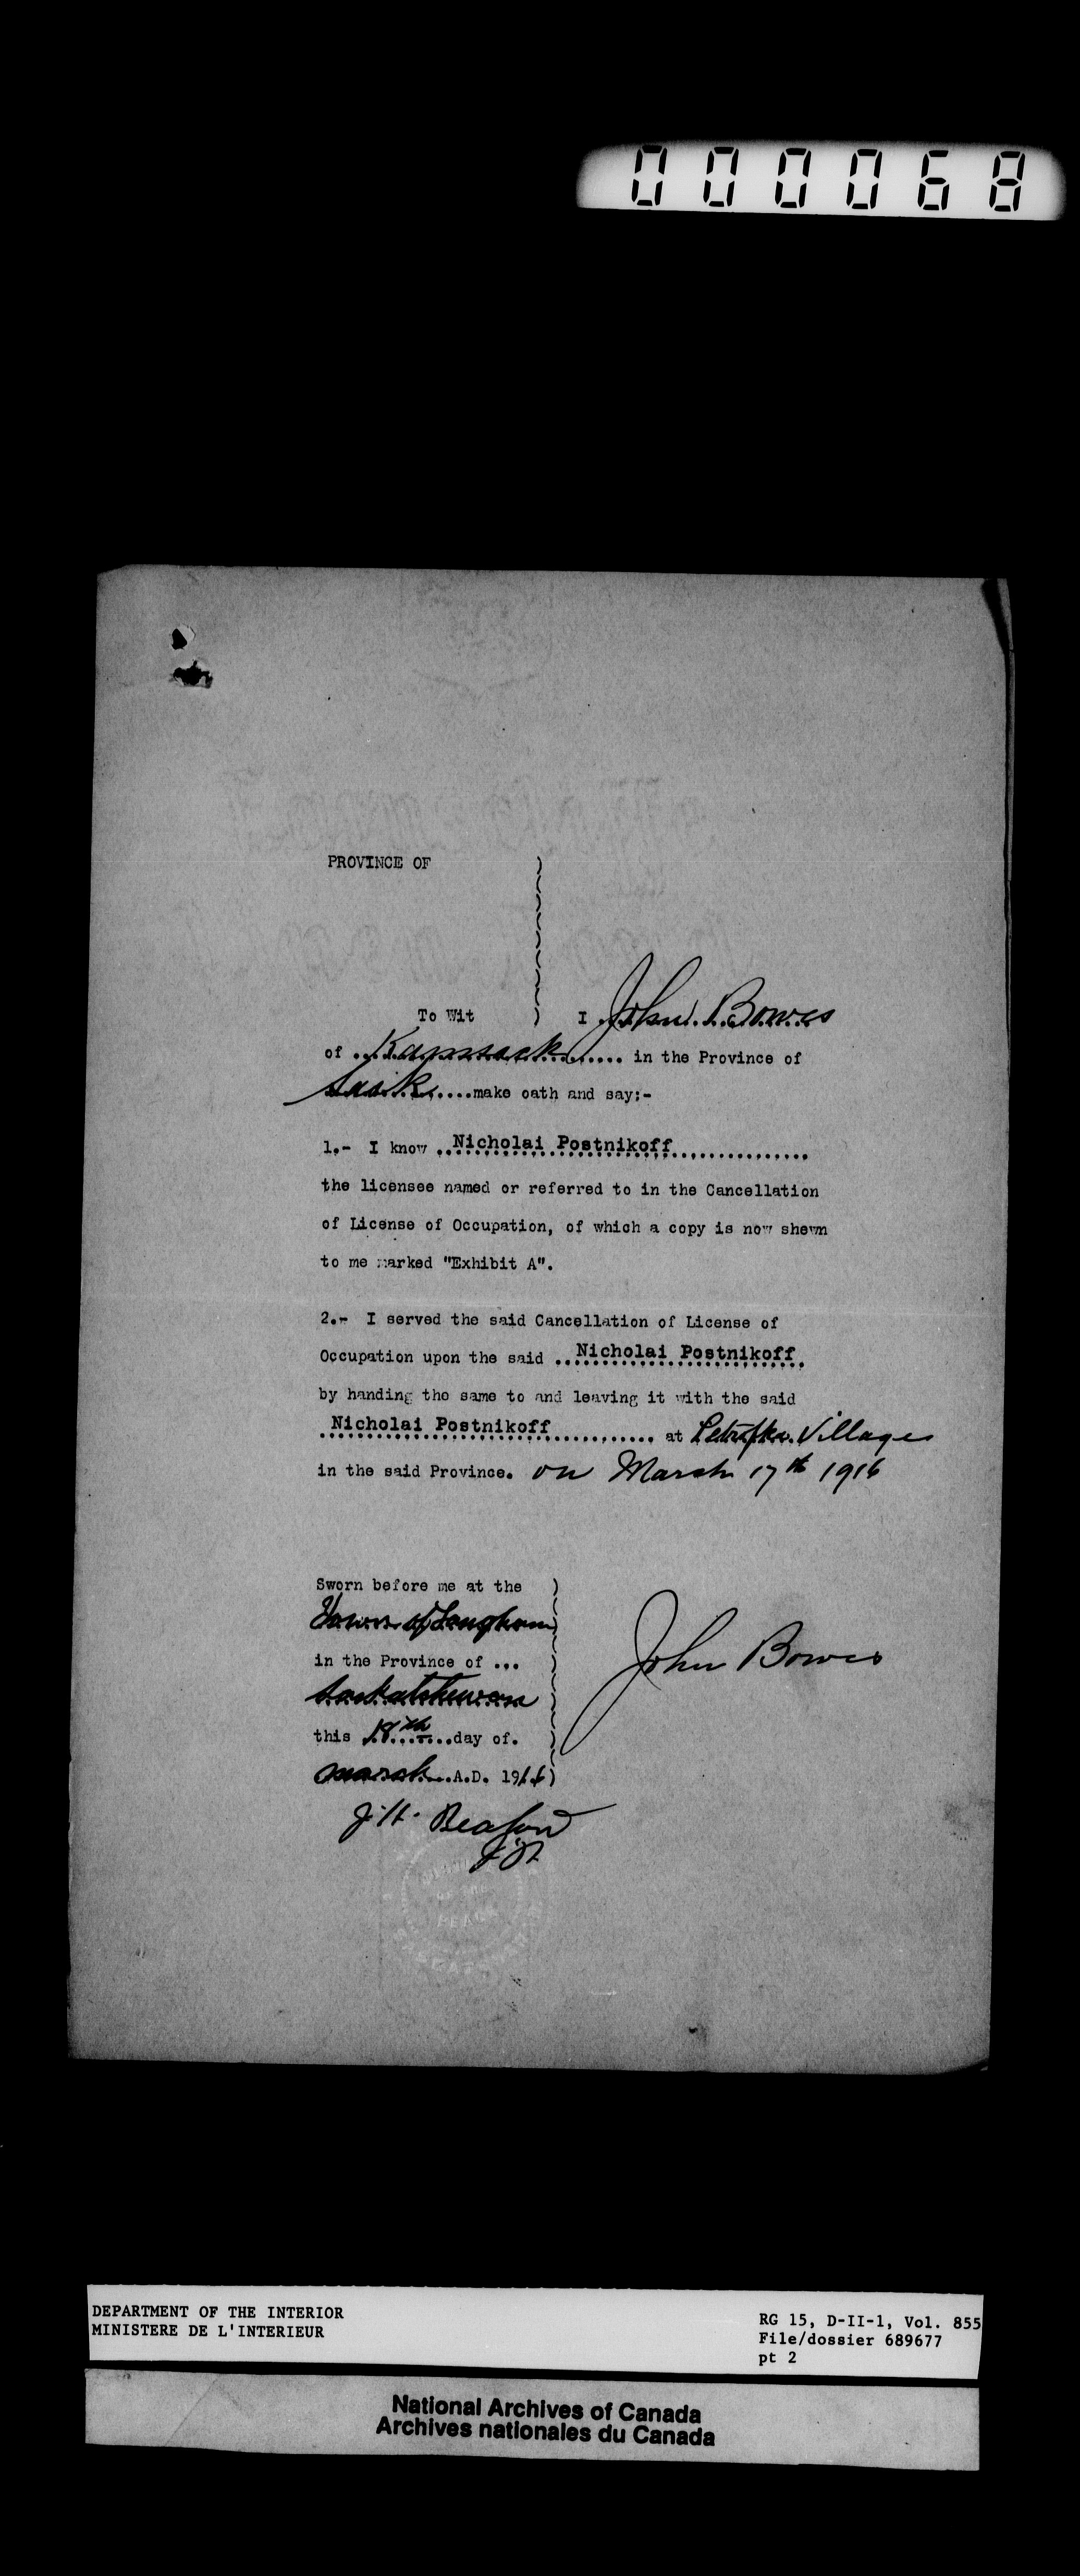 000068
PROVINCE OF
To Wit ) I John Bowes
of Kamsack in the Province of
Sask. make oath and say:-
1.- I know Nicholai Postnikoff
the licensee named or referred to in the Cancellation
of License of Occupation, of which a copy is now shewn
to me marked "Exhibit A".
2.- I served the said Cancellation of License of
Occupation upon the said Nicholai Postnikoff
by handing the same to and leaving it with the said
Nicholai Postnikoff at Petrofka Village
in the said Province. on March 17th 1916
Sworn before me at the
Town of Langham
in the Province of ...
Saskatchewan
John Bowes
this 18th day of.
March A.D. 1916
J. H.
PEACE
DEPARTMENT OF THE INTERIOR
MINISTERE DE L'INTERIEUR
RG 15, D-II-1, Vol. 855
File/dossier 689677
pt 2
National Archives of Canada
Archives nationales du Canada